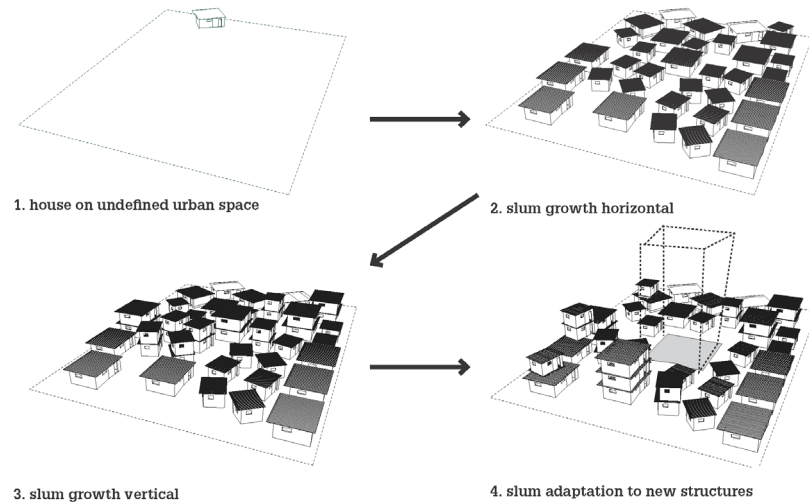 1. house on undefined urban space
2. slum growth horizontal
3. slum growth vertical
4. slum adaptation to new structures